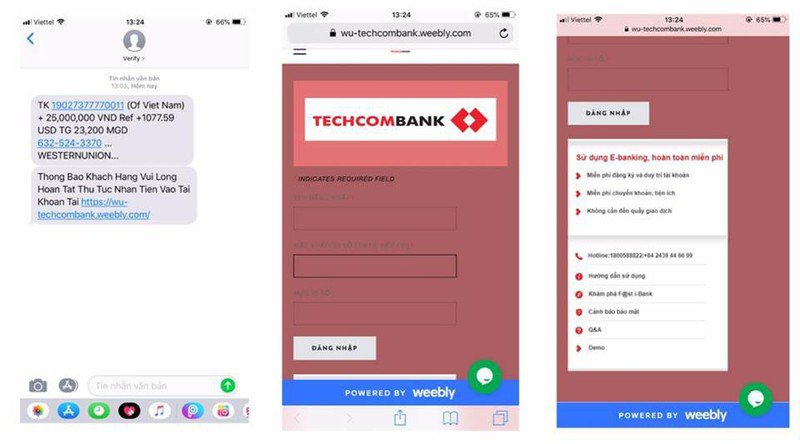 Viettel 13:24 66%
Verify >
Tin nhắn văn bản
13:03, Hôm nay
TK 19027377770011 (Of Viet Nam)
+ 25,000,000 VND Ref +1077.59
USD TG 23,200 MGD
632-524-3370 ...
WESTERNUNION...
Thong Bao Khach Hang Vui Long
Hoan Tat Thu Tuc Nhan Tien Vao Tai
Khoan Tai https://wu-
techcombank.weebly.com/
Tin nhắn văn bản
Viettel 13:24 65%
wu-techcombank.weebly.com
TECHCOMBANK
INDICATES REQUIRED FIELD
ĐĂNG NHẬP
POWERED BY weebly
Viettel 13:24 65%
wu-techcombank.weebly.com
ĐĂNG NHẬP
Sử dụng E-banking, hoàn toàn miễn phí
Miễn phí đăng ký và duy trì tài khoản
Miễn phí chuyển khoản, tiện ích
Không cần đến quầy giao dịch
Hotline:1800588822;+84 2439 44 66 99
Hướng dẫn sử dụng
Khám phá F@st i-Bank
Cảnh báo bảo mật
Q&A
Demo
POWERED BY weebly